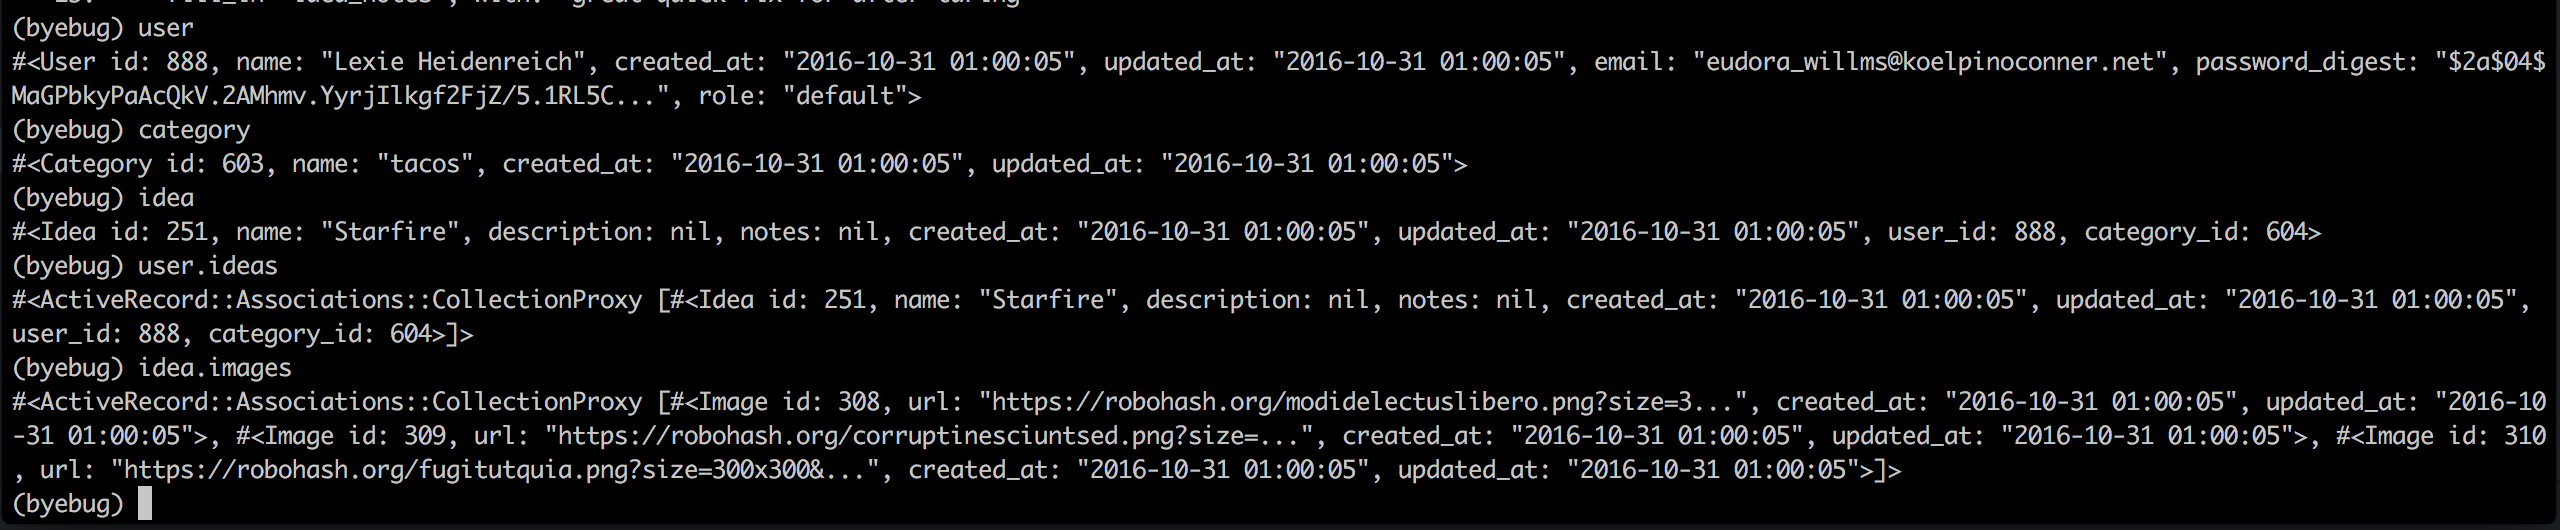 (byebug) user
#<User id: 888, name: "Lexie Heidenreich", created_at: "2016-10-31 01:00:05", updated_at: "2016-10-31 01:00:05", email: "eudora_willms@koelpinoconner.net", password_digest: "$2a$04$
MaGPbkyPaAcQkV.2AMhmv.YyrjIlkgf2FjZ/5.1RL5C...", role: "default">
(byebug) category
#<Category id: 603, name: "tacos", created_at: "2016-10-31 01:00:05", updated_at: "2016-10-31 01:00:05">
(byebug) idea
#<Idea id: 251, name: "Starfire", description: nil, notes: nil, created_at: "2016-10-31 01:00:05", updated_at: "2016-10-31 01:00:05", user_id: 888, category_id: 604>
(byebug) user.ideas
#<ActiveRecord::Associations::CollectionProxy [#<Idea id: 251, name: "Starfire", description: nil, notes: nil, created_at: "2016-10-31 01:00:05", updated_at: "2016-10-31 01:00:05",
user_id: 888, category_id: 604>]>
(byebug) idea.images
#<ActiveRecord::Associations::CollectionProxy [#<Image id: 308, url: "https://robohash.org/modidelectuslibero.png?size=3...", created_at: "2016-10-31 01:00:05", updated_at: "2016-10
-31 01:00:05">, #<Image id: 309, url: "https://robohash.org/corruptinesciuntsed.png?size=...", created_at: "2016-10-31 01:00:05", updated_at: "2016-10-31 01:00:05">, #<Image id: 310
, url: "https://robohash.org/fugitutquia.png?size=300x300&...", created_at: "2016-10-31 01:00:05", updated_at: "2016-10-31 01:00:05">]>
(byebug)